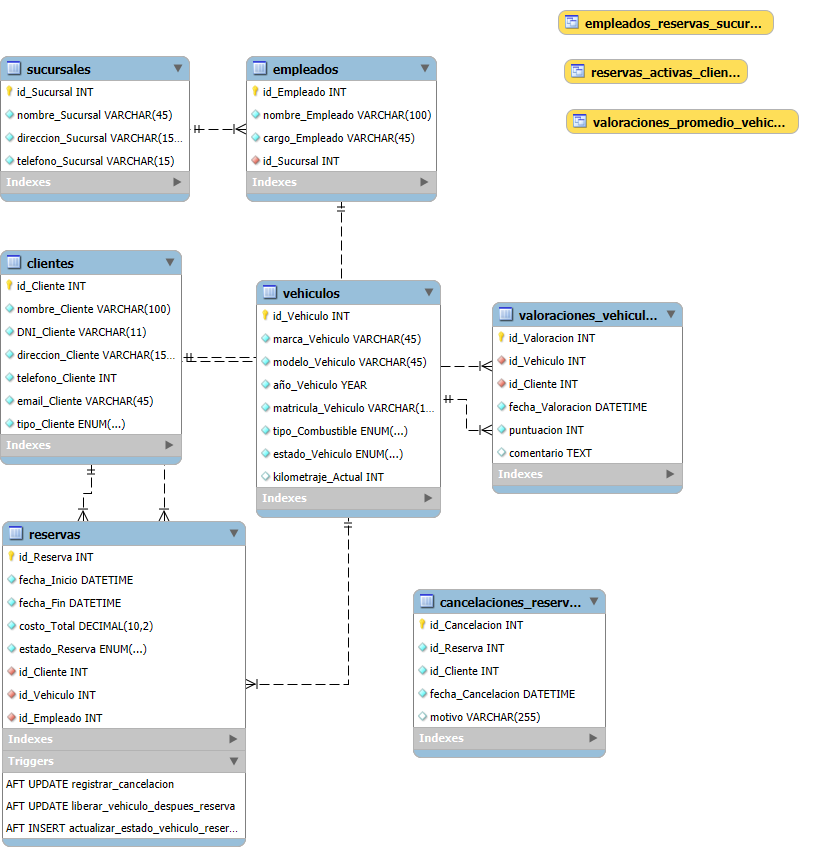 empleados_reservas_sucur...
reservas_activas_clien...
valoraciones_promedio_vehic...
sucursales
id_Sucursal INT
nombre_Sucursal VARCHAR(45)
direccion_Sucursal VARCHAR(15...
telefono_Sucursal VARCHAR(15)
Indexes
empleados
id_Empleado INT
nombre_Empleado VARCHAR(100)
cargo_Empleado VARCHAR(45)
id_Sucursal INT
Indexes
clientes
id_Cliente INT
nombre_Cliente VARCHAR(100)
DNI_Cliente VARCHAR(11)
direccion_Cliente VARCHAR(15...
telefono_Cliente INT
email_Cliente VARCHAR(45)
tipo_Cliente ENUM(...)
Indexes
vehiculos
id_Vehiculo INT
marca_Vehiculo VARCHAR(45)
modelo_Vehiculo VARCHAR(45)
año_Vehiculo YEAR
matricula_Vehiculo VARCHAR(1...
tipo_Combustible ENUM(...)
estado_Vehiculo ENUM(...)
kilometraje_Actual INT
Indexes
valoraciones_vehicul...
id_Valoracion INT
id_Vehiculo INT
id_Cliente INT
fecha_Valoracion DATETIME
puntuacion INT
comentario TEXT
Indexes
reservas
id_Reserva INT
fecha_Inicio DATETIME
fecha_Fin DATETIME
costo_Total DECIMAL(10,2)
estado_Reserva ENUM(...)
id_Cliente INT
id_Vehiculo INT
id_Empleado INT
Indexes
Triggers
AFT UPDATE registrar_cancelacion
AFT UPDATE liberar_vehiculo_despues_reserva
AFT INSERT actualizar_estado_vehiculo_reser...
cancelaciones_reserv...
id_Cancelacion INT
id_Reserva INT
id_Cliente INT
fecha_Cancelacion DATETIME
motivo VARCHAR(255)
Indexes